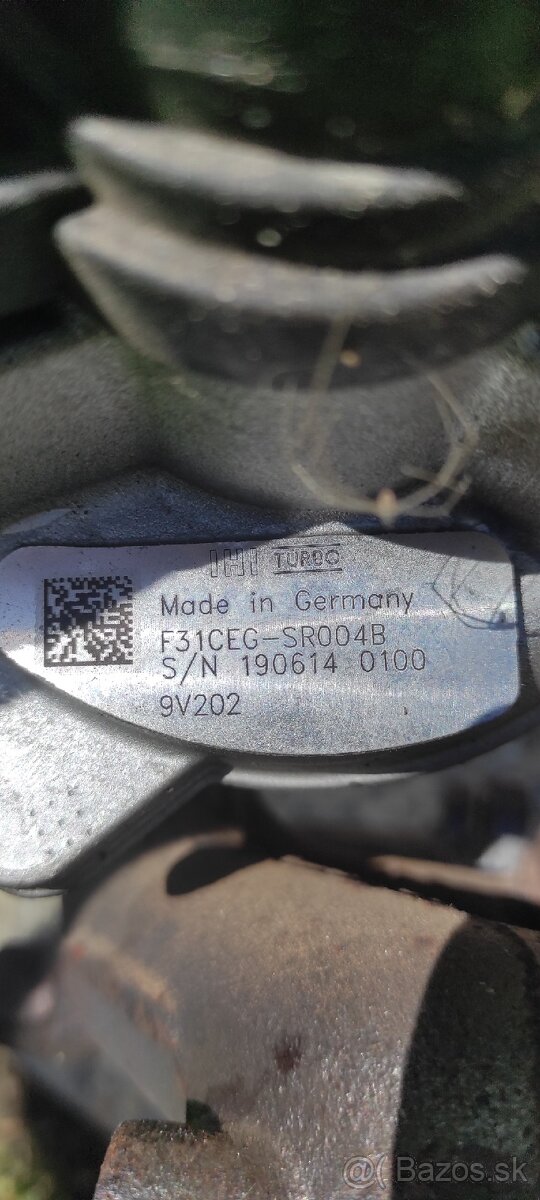 IHI TURBO
Made in Germany
F31CEG-SR004B
S/N 190614 0100
9V202
@ Bazos.sk